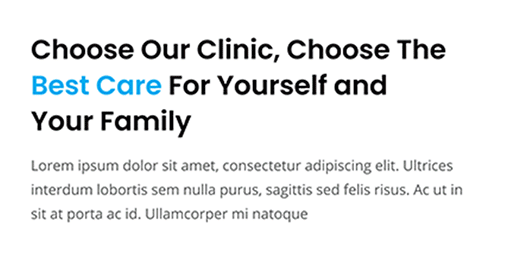 Choose Our Clinic, Choose The
Best Care For Yourself and
Your Family
Lorem ipsum dolor sit amet, consectetur adipiscing elit. Ultrices
interdum lobortis sem nulla purus, sagittis sed felis risus. Ac ut in
sit at porta ac id. Ullamcorper mi natoque